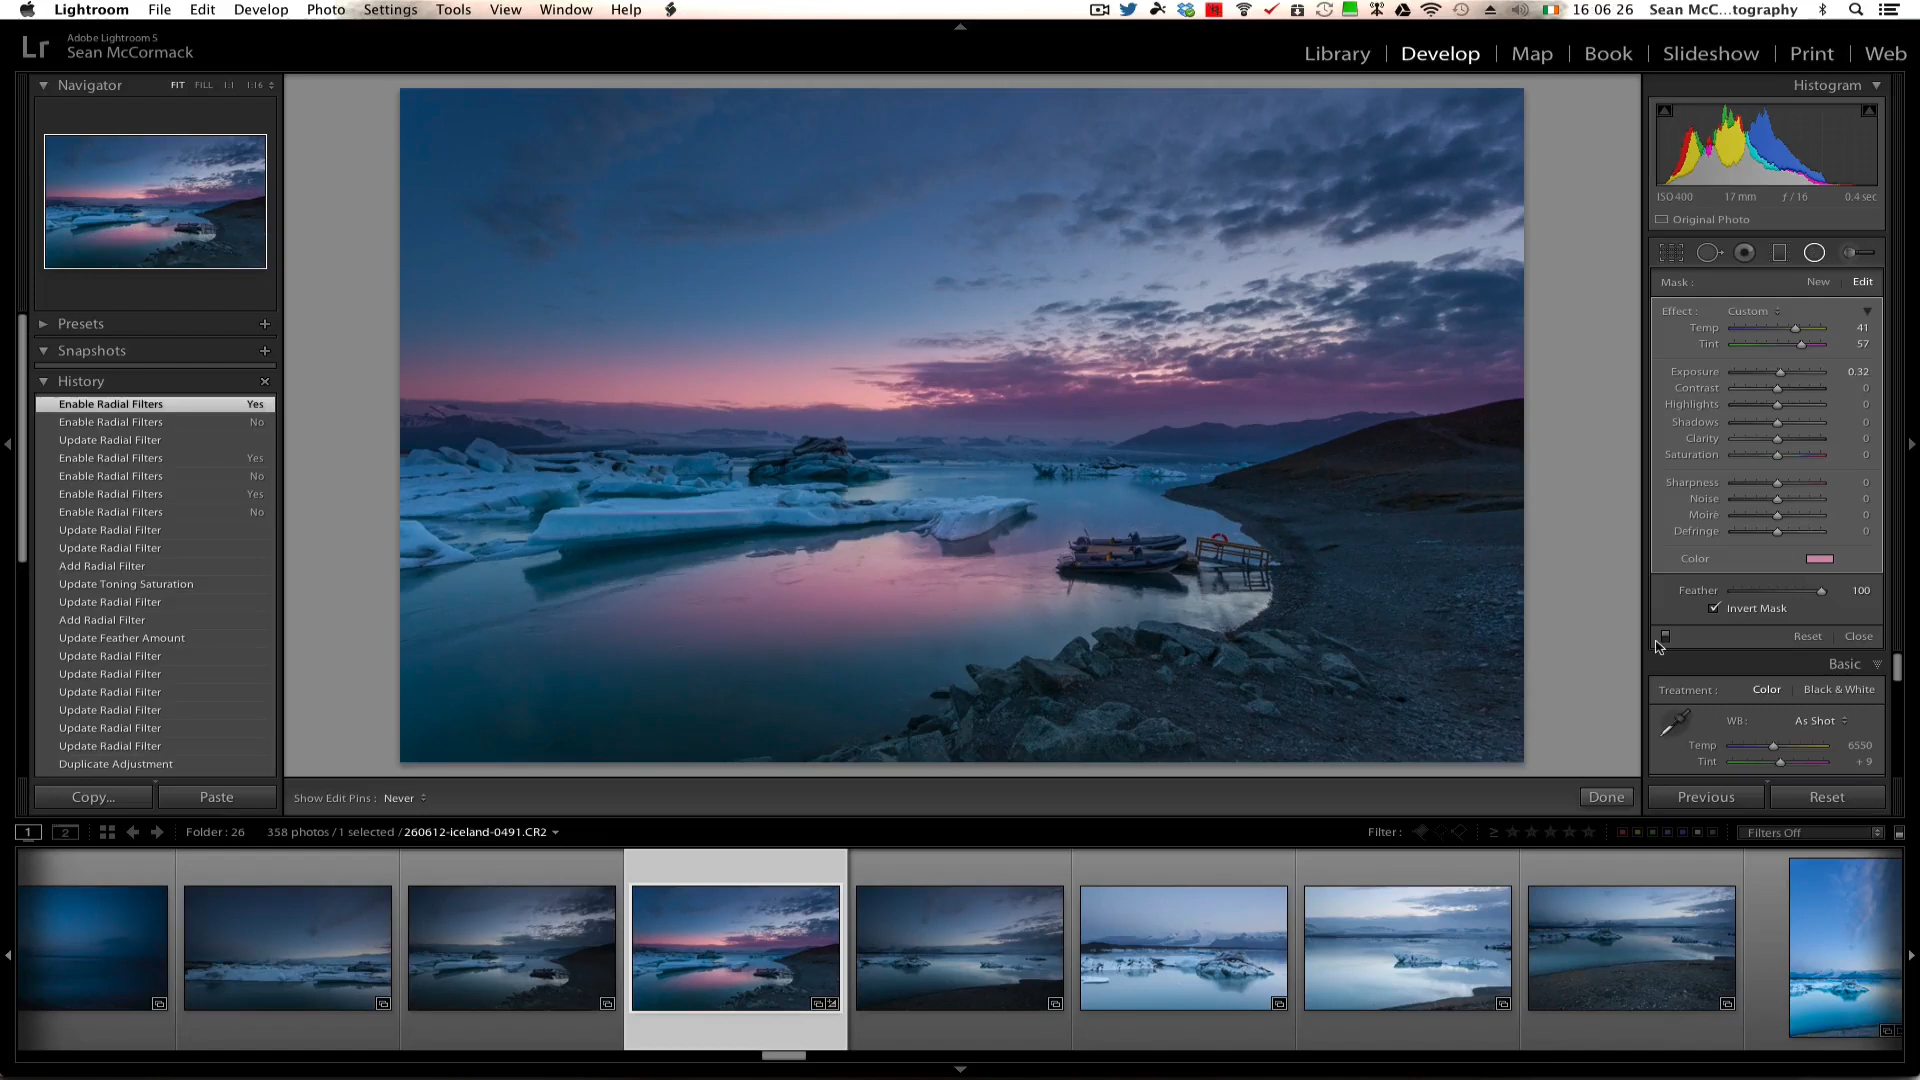 Lightroom File Edit Develop Photo Settings Tools View Window Help
16 06 26 Sean McC...tography
Lr Adobe Lightroom 5
Sean McCormack
Library | Develop | Map | Book | Slideshow | Print | Web
Navigator FIT FILL 1:1 1:16
Presets
Snapshots
History
Enable Radial Filters Yes
Enable Radial Filters No
Update Radial Filter
Enable Radial Filters Yes
Enable Radial Filters No
Enable Radial Filters Yes
Enable Radial Filters No
Update Radial Filter
Update Radial Filter
Add Radial Filter
Update Toning Saturation
Update Radial Filter
Add Radial Filter
Update Feather Amount
Update Radial Filter
Update Radial Filter
Update Radial Filter
Update Radial Filter
Update Radial Filter
Update Radial Filter
Duplicate Adjustment
Copy... Paste
Show Edit Pins : Never
Done
Histogram
ISO 400 17 mm ƒ / 16 0.4 sec
Original Photo
Mask : New Edit
Effect : Custom
Temp 41
Tint 57
Exposure 0.32
Contrast 0
Highlights 0
Shadows 0
Clarity 0
Saturation 0
Sharpness 0
Noise 0
Moiré 0
Defringe 0
Color
Feather 100
Invert Mask
Reset Close
Basic
Treatment : Color Black & White
WB : As Shot
Temp 6550
Tint + 9
Previous Reset
1 2 Folder : 26 358 photos / 1 selected / 260612-iceland-0491.CR2
Filter : ≥ Filters Off